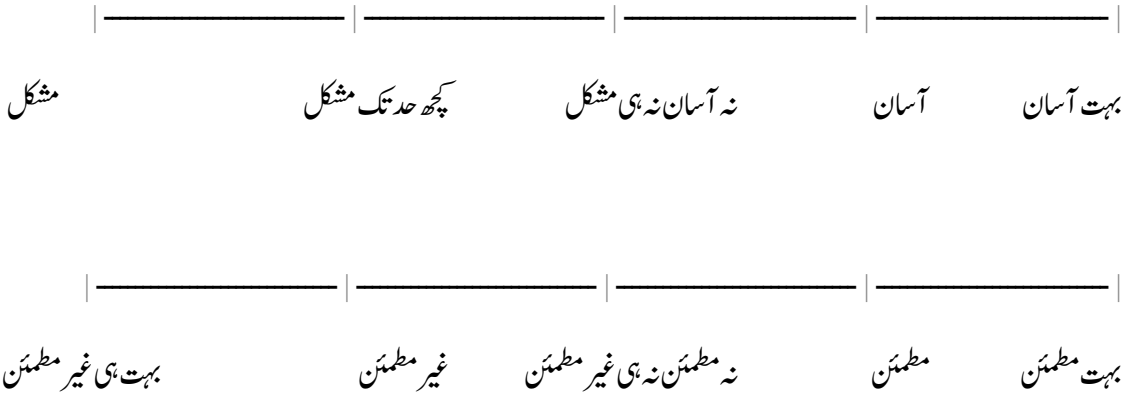 بہت آسان آسان نہ آسان نہ ہی مشکل کچھ حد تک مشکل مشکل
بہت مطمئن مطمئن نہ مطمئن نہ ہی غیر مطمئن غیر مطمئن بہت ہی غیر مطمئن